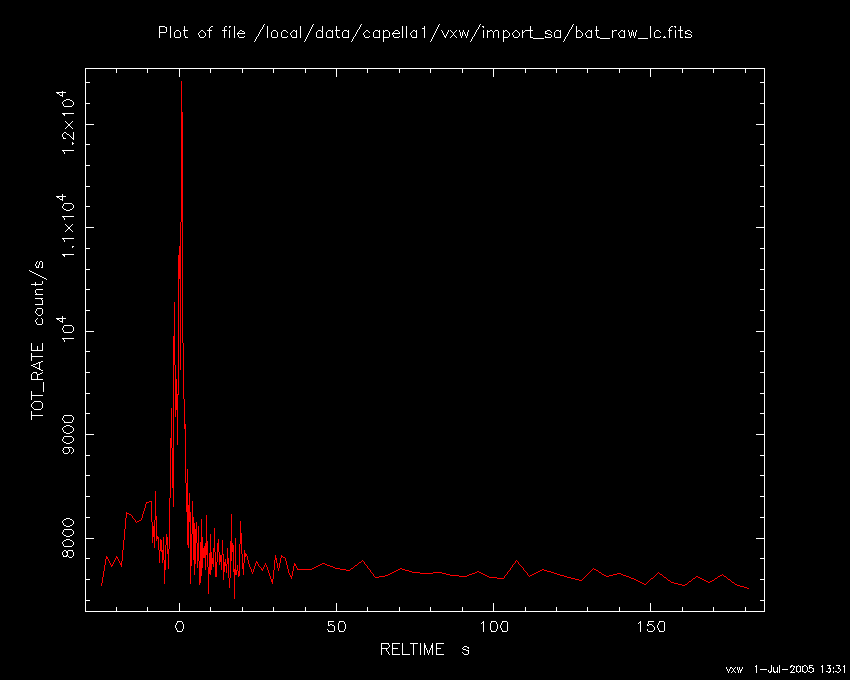 Plot of file /local/data/capella1/vxw/import_sa/bat_raw_lc.fits
1.2×10⁴
1.1×10⁴
10⁴
9000
8000
TOT_RATE count/s
0 50 100 150
RELTIME s
vxw 1-Jul-2005 13:31